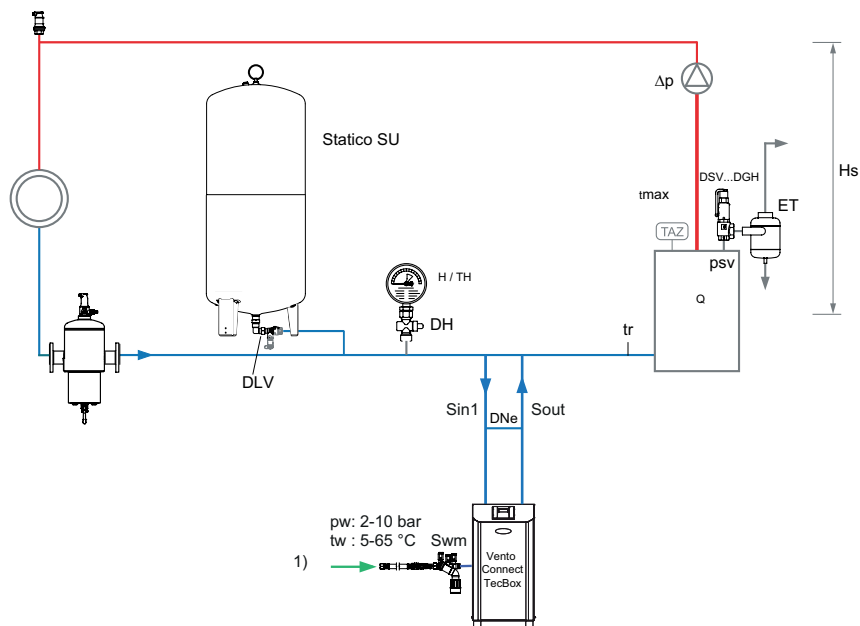 Δp
Statico SU
Hs
DSV...DGH
tmax
ET
TAZ
psv
H / TH
Q
DH
tr
DLV
Sin1
DNe
Sout
pw: 2-10 bar
tw : 5-65 °C
Swm
1)
Vento
Connect
TecBox